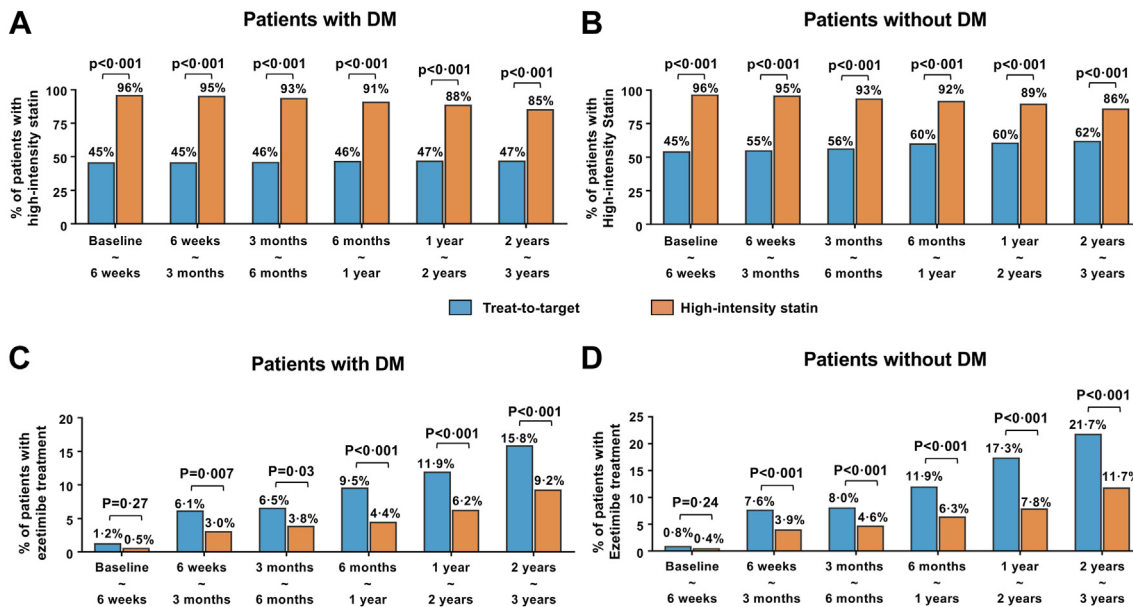 A
Patients with DM
% of patients with
high-intensity statin
100
75
50
25
0
p<0·001
p<0·001
p<0·001
p<0·001
p<0·001
p<0·001
45%
96%
45%
95%
46%
93%
46%
91%
47%
88%
47%
85%
Baseline
~
6 weeks
6 weeks
~
3 months
3 months
~
6 months
6 months
~
1 year
1 year
~
2 years
2 years
~
3 years
B
Patients without DM
% of patients with
High-intensity Statin
100
75
50
25
0
p<0·001
p<0·001
p<0·001
p<0·001
p<0·001
p<0·001
45%
96%
55%
95%
56%
93%
60%
92%
60%
89%
62%
86%
Baseline
~
6 weeks
6 weeks
~
3 months
3 months
~
6 months
6 months
~
1 year
1 year
~
2 years
2 years
~
3 years
Treat-to-target
High-intensity statin
C
Patients with DM
% of patients with
ezetimibe treatment
20
15
10
5
0
P=0·27
P=0·007
P=0·03
P<0·001
P<0·001
P<0·001
1·2%
0·5%
6·1%
3·0%
6·5%
3·8%
9·5%
4·4%
11·9%
6·2%
15·8%
9·2%
Baseline
~
6 weeks
6 weeks
~
3 months
3 months
~
6 months
6 months
~
1 year
1 year
~
2 years
2 years
~
3 years
D
Patients without DM
% of patients with
Ezetimibe treatment
25
20
15
10
5
0
P=0·24
P<0·001
P<0·001
P<0·001
P<0·001
P<0·001
0·8%
0·4%
7·6%
3·9%
8·0%
4·6%
11·9%
6·3%
17·3%
7·8%
21·7%
11·7%
Baseline
~
6 weeks
6 weeks
~
3 months
3 months
~
6 months
6 months
~
1 year
1 year
~
2 years
2 years
~
3 years